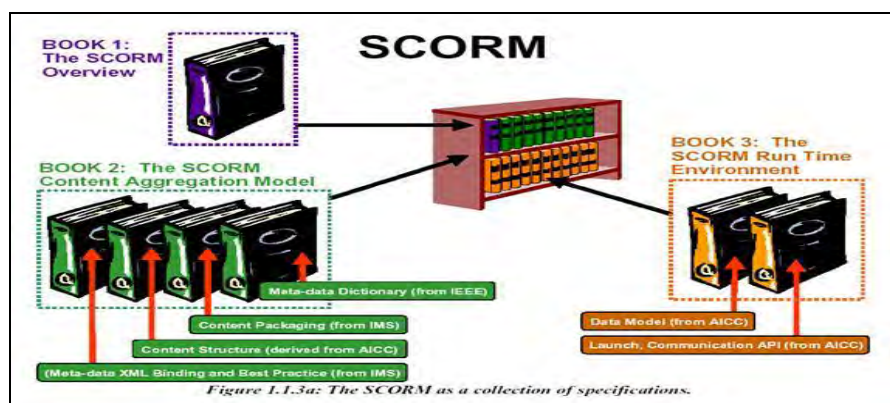 SCORM
BOOK 1:
The SCORM
Overview
BOOK 2: The SCORM
Content Aggregation Model
BOOK 3: The
SCORM Run Time
Environment
Meta-data Dictionary (from IEEE)
Content Packaging (from IMS)
Content Structure (derived from AICC)
(Meta-data XML Binding and Best Practice (from IMS)
Data Model (from AICC)
Launch, Communication API (from AICC)
Figure 1.1.3a: The SCORM as a collection of specifications.